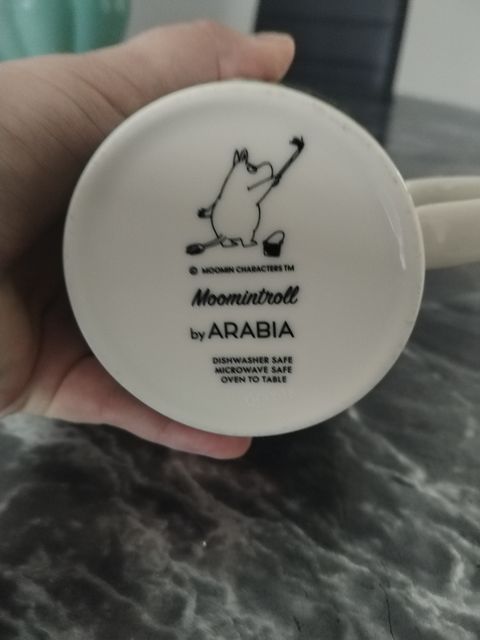 © MOOMIN CHARACTERS TM
Moomintroll
by ARABIA
DISHWASHER SAFE
MICROWAVE SAFE
OVEN TO TABLE